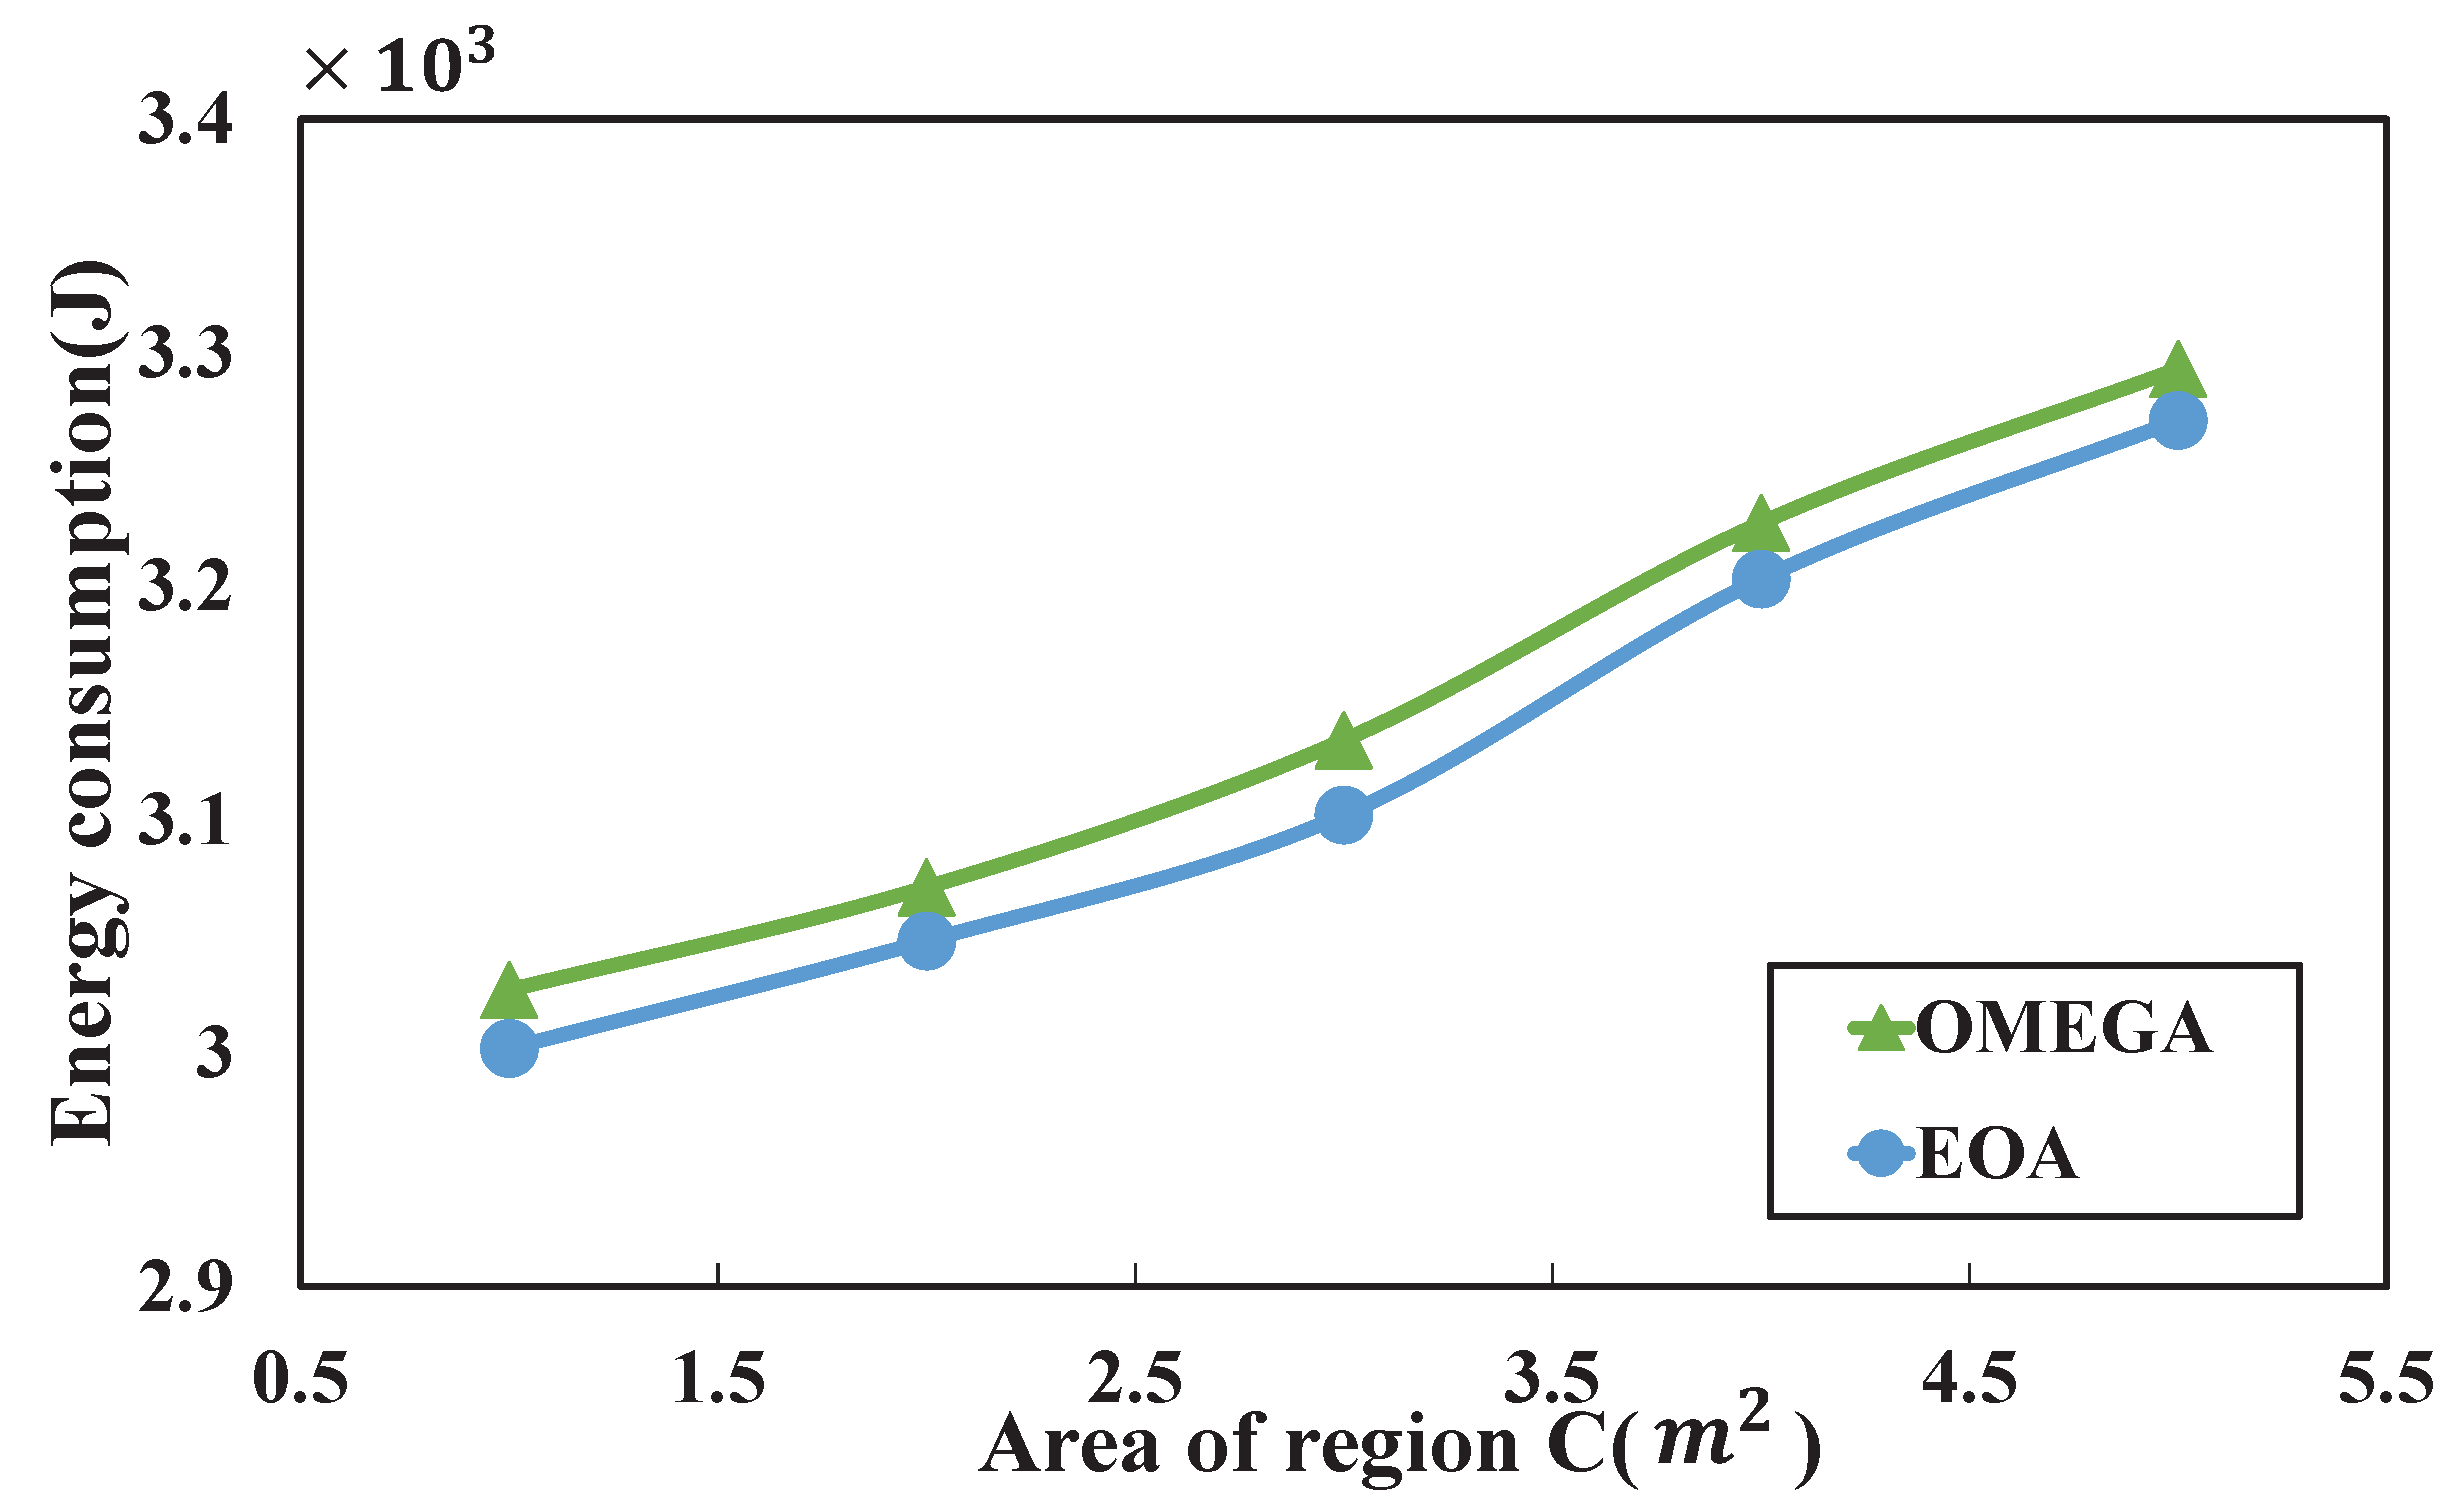 × 10³
3.4
3.3
3.2
3.1
3
2.9
Energy consumption(J)
OMEGA
EOA
0.5 1.5 2.5 3.5 4.5 5.5
Area of region C(m²)